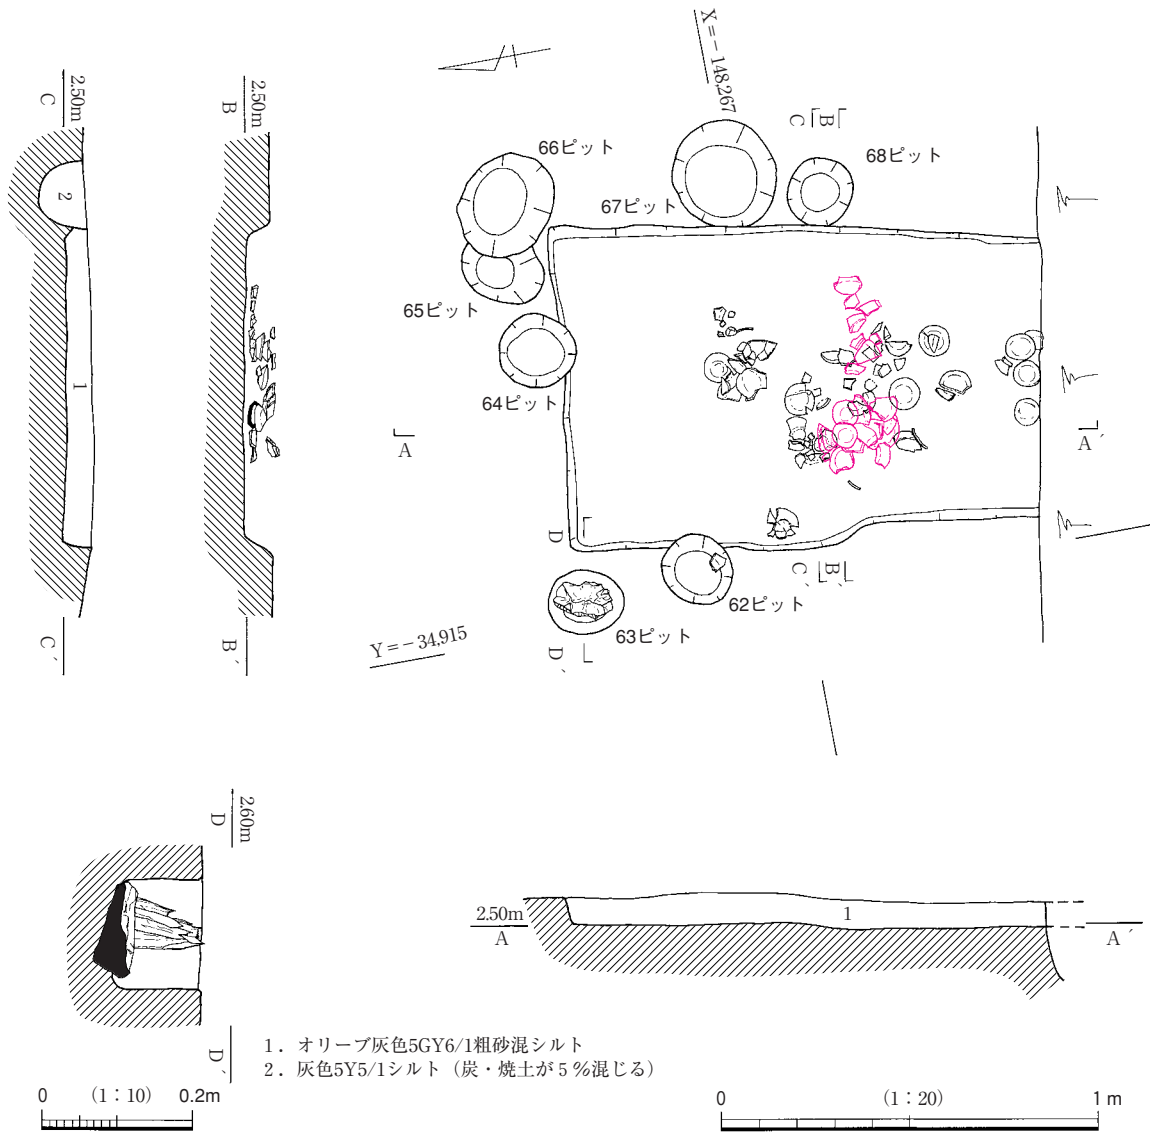 X=-148,267
2.50m
C
2.50m
B
B
C
66ピット
68ピット
67ピット
2
65ピット
64ピット
1
A
A´
D
C´
B´
62ピット
63ピット
D´
Y=-34,915
C´
B´
2.60m
D
2.50m
A
1
A´
D´
1．オリーブ灰色5GY6/1粗砂混シルト
2．灰色5Y5/1シルト（炭・焼土が5%混じる）
0 (1：10) 0.2m
0 (1：20) 1 m